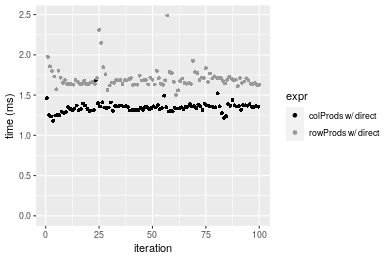 2.5
2.0
1.5
1.0
0.5
0.0
time (ms)
0
25
50
75
100
iteration
expr
colProds w/ direct
rowProds w/ direct